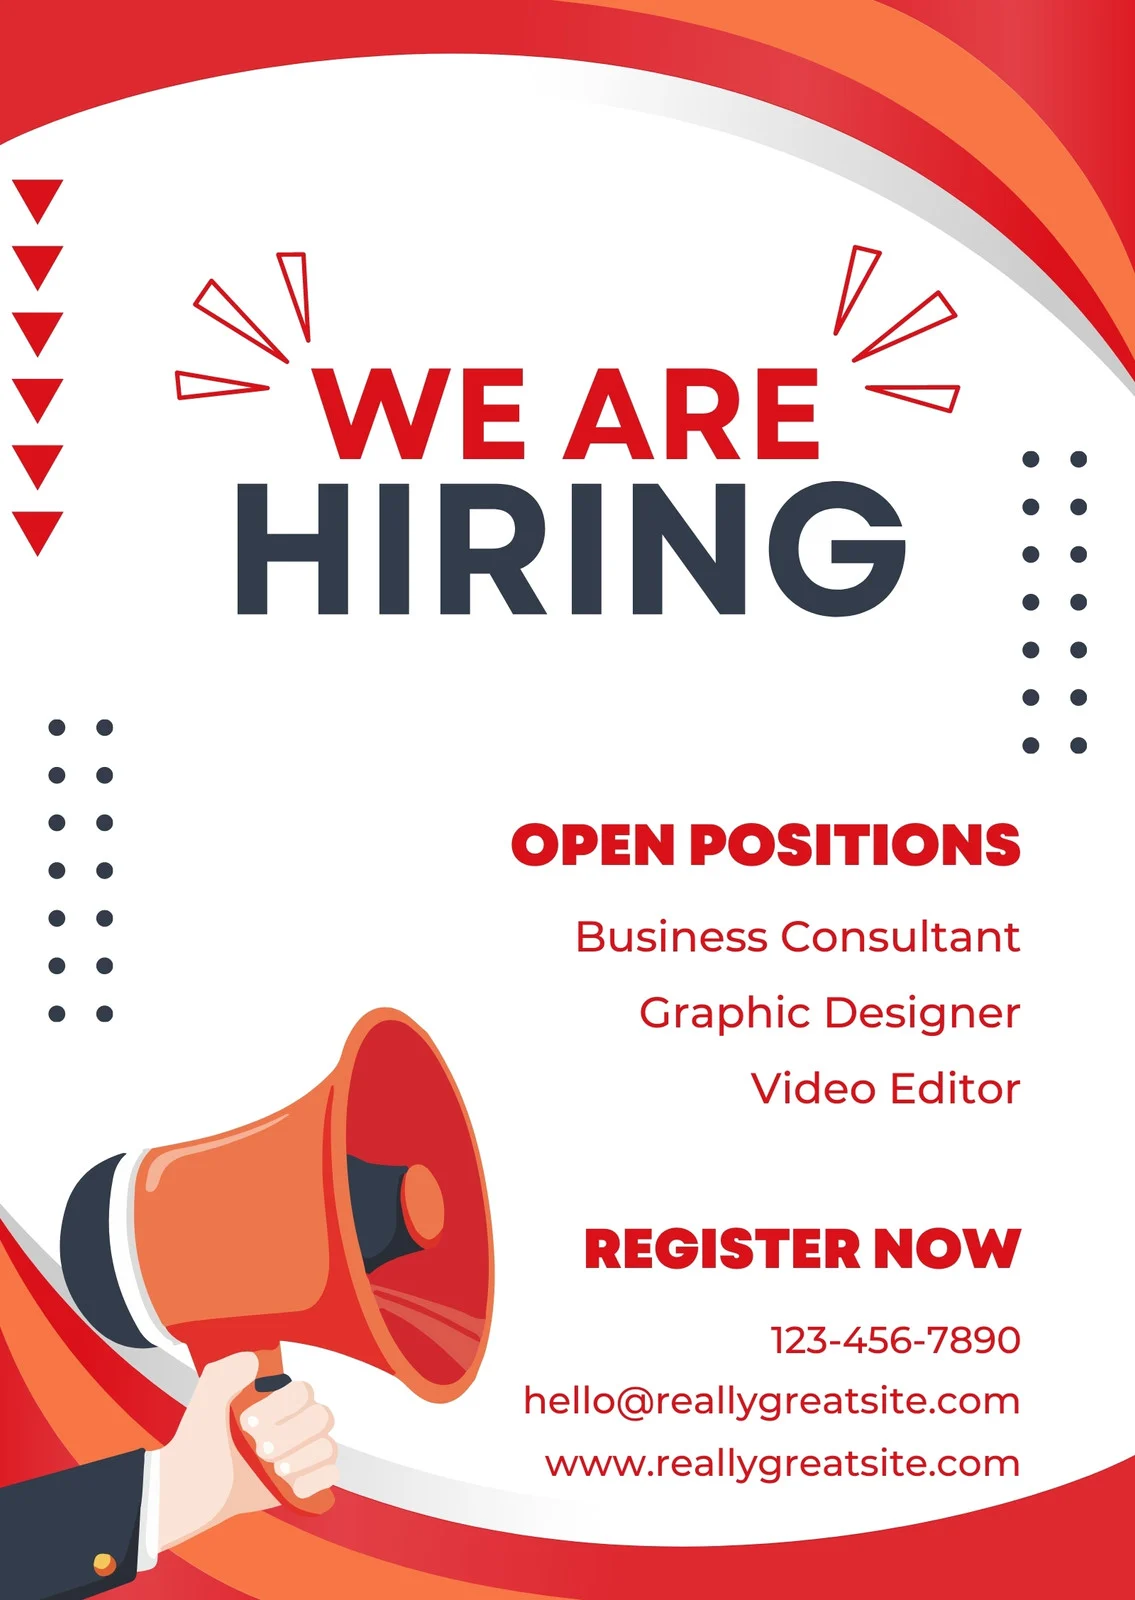 WE ARE
HIRING
OPEN POSITIONS
Business Consultant
Graphic Designer
Video Editor
REGISTER NOW
123-456-7890
hello@reallygreatsite.com
www.reallygreatsite.com